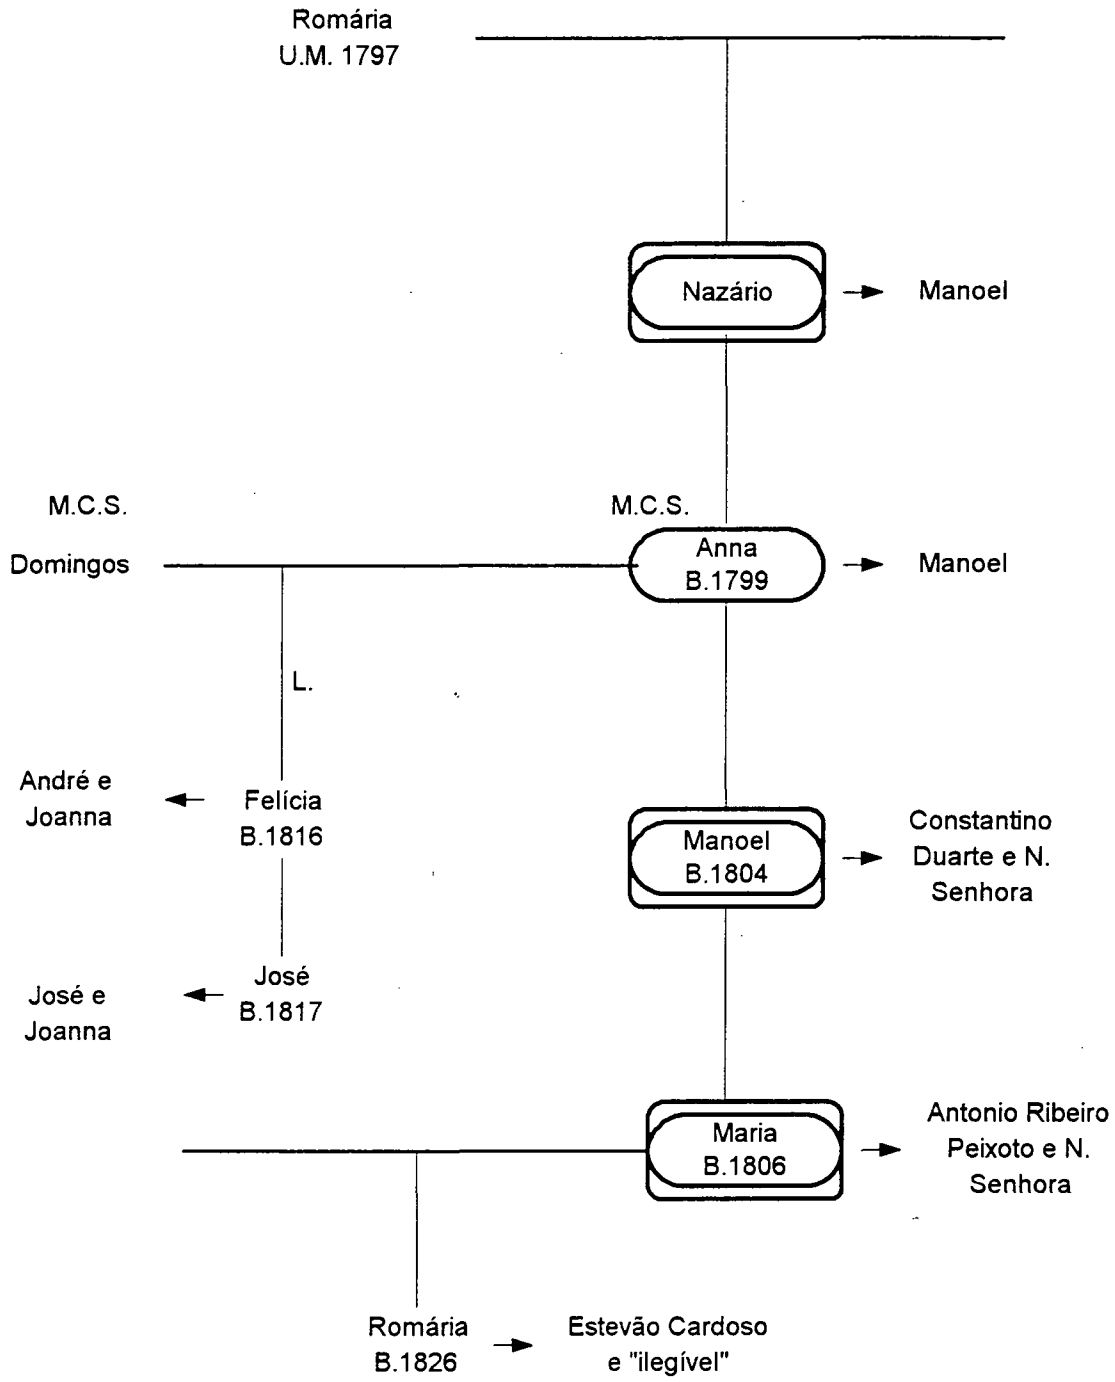 Romária
U.M. 1797
Nazário
Manoel
M.C.S.
M.C.S.
Domingos
Anna
B.1799
Manoel
L.
André e
Joanna
Felícia
B.1816
Manoel
B.1804
Constantino
Duarte e N.
Senhora
José e
Joanna
José
B.1817
Maria
B.1806
Antonio Ribeiro
Peixoto e N.
Senhora
Romária
B.1826
Estevão Cardoso
e "ilegível"